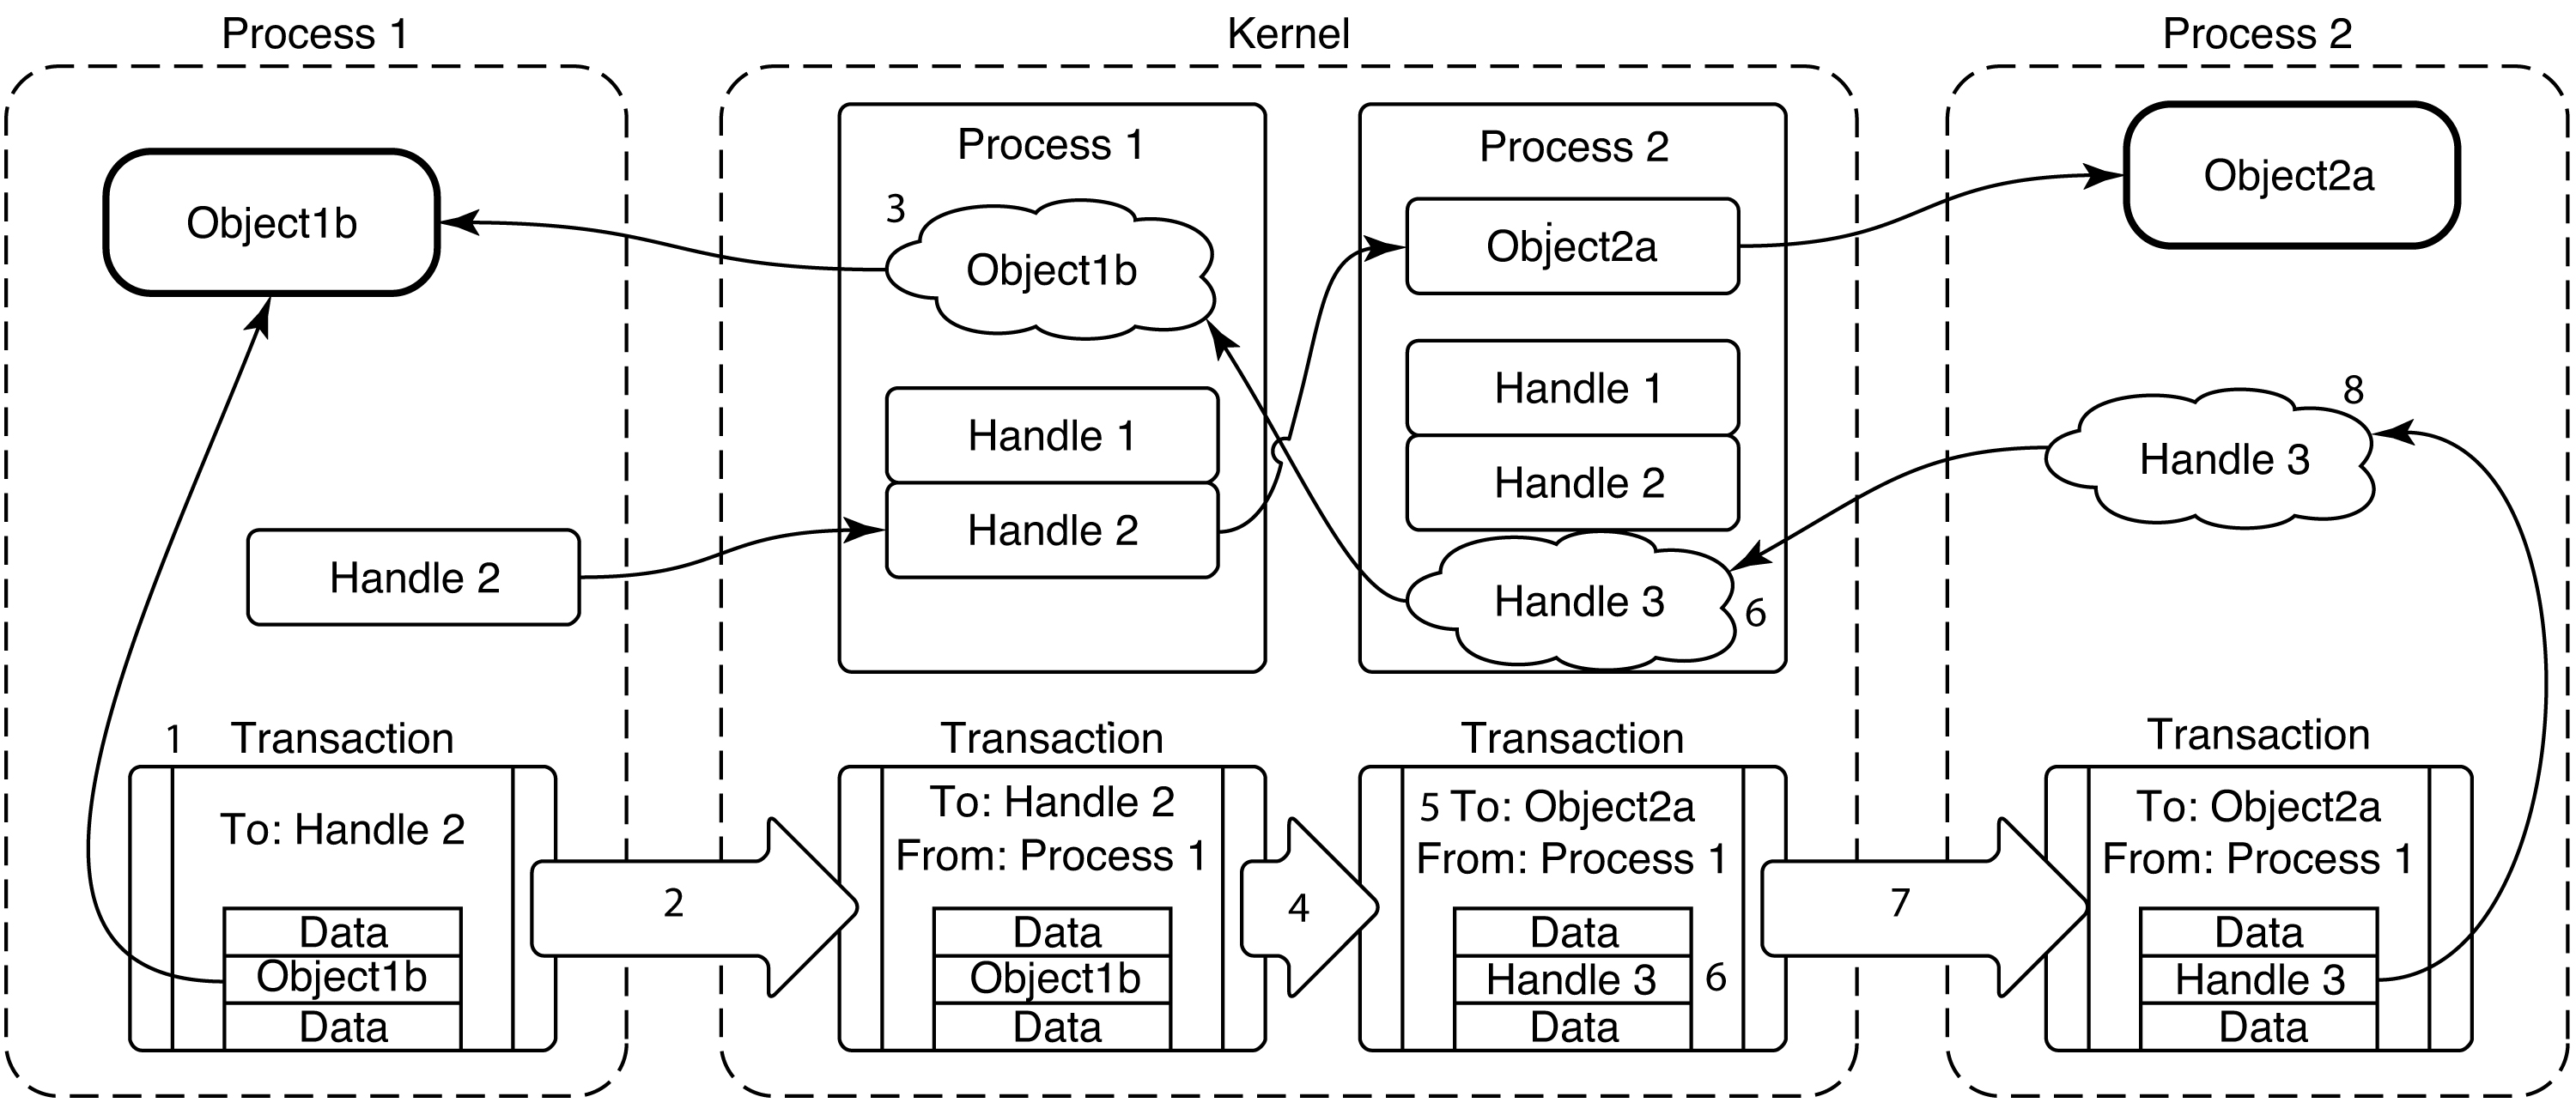 Process 1
Kernel
Process 2
Object1b
Process 1
3
Object1b
Handle 1
Handle 2
Process 2
Object2a
Handle 1
Handle 2
Handle 3
6
Object2a
8
Handle 3
Handle 2
1
Transaction
To: Handle 2
Data
Object1b
Data
2
Transaction
To: Handle 2
From: Process 1
Data
Object1b
Data
4
Transaction
5 To: Object2a
From: Process 1
Data
Handle 3
6
Data
7
Transaction
To: Object2a
From: Process 1
Data
Handle 3
Data